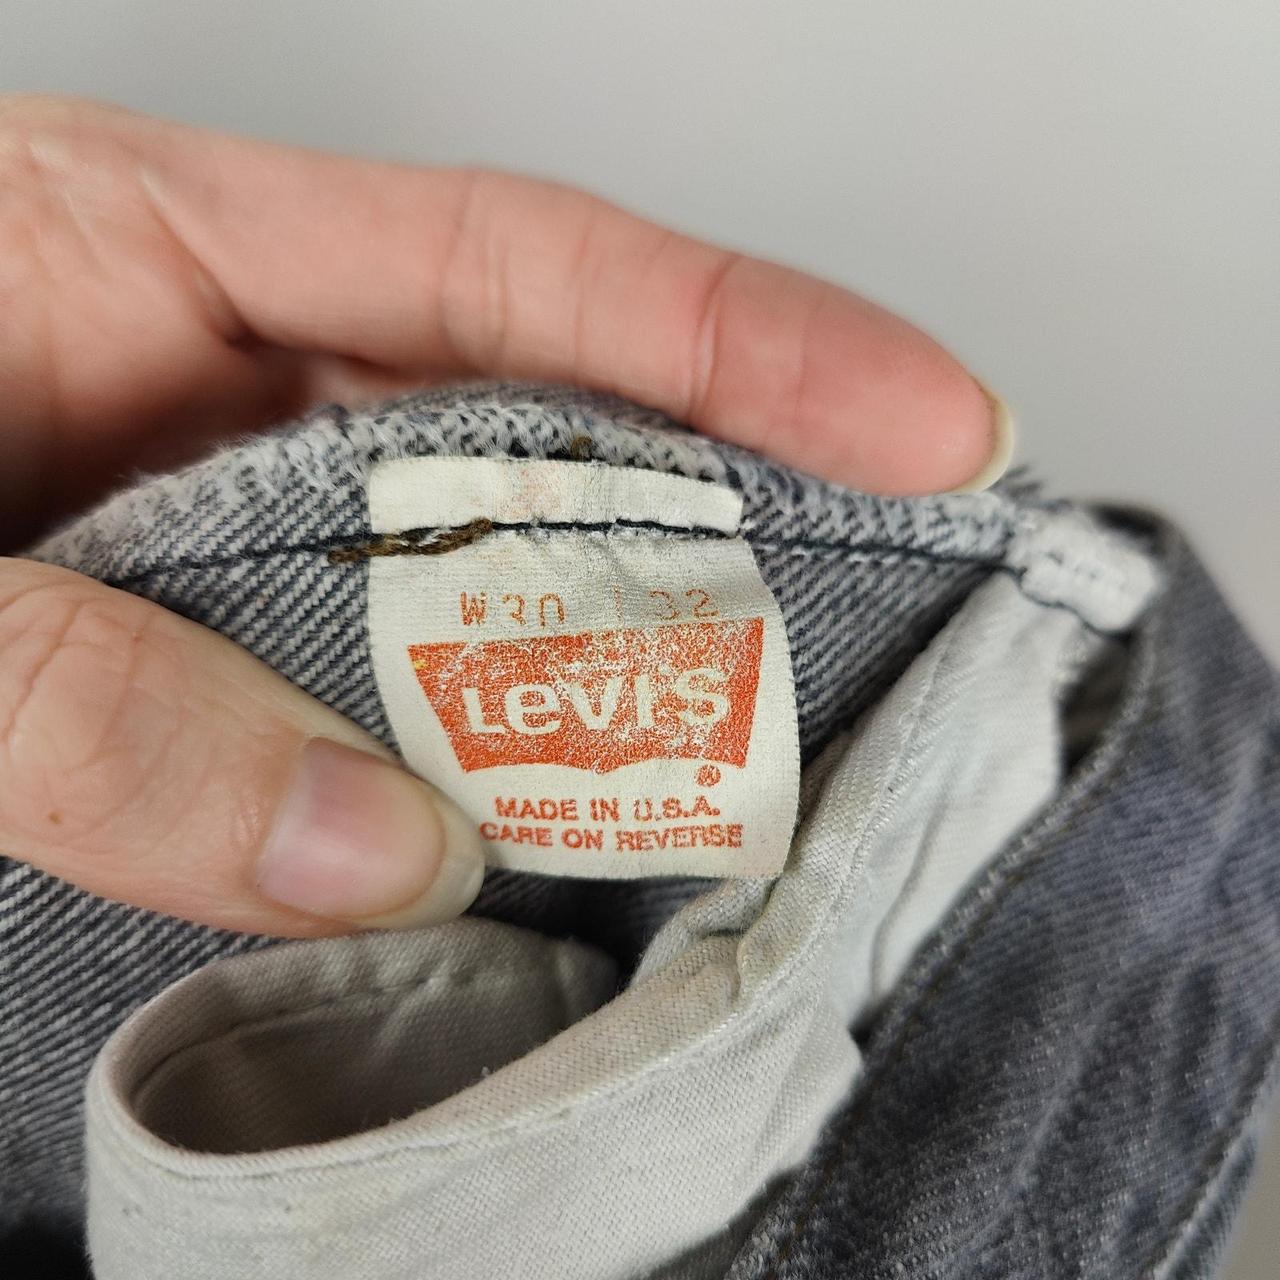 W30 L32
Levi's
®
MADE IN U.S.A.
CARE ON REVERSE